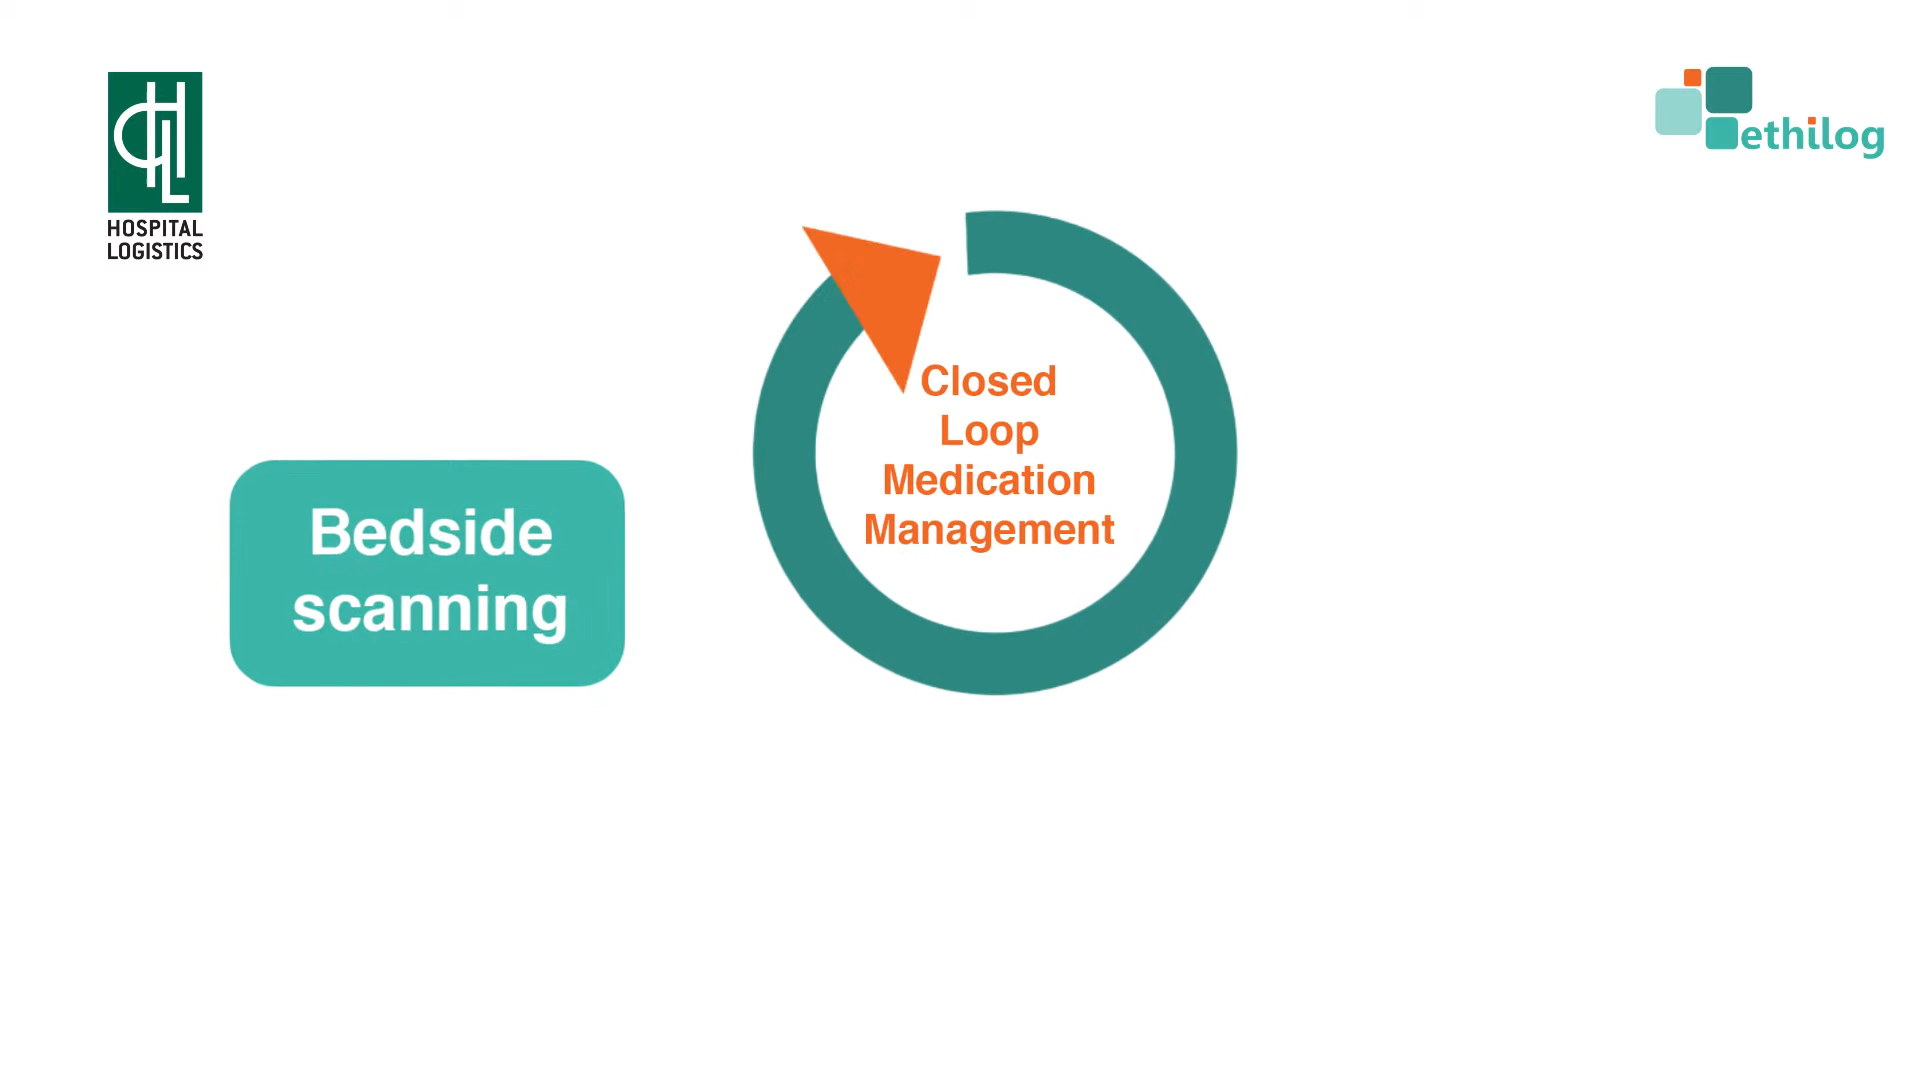 HOSPITAL
LOGISTICS
ethilog
Closed
Loop
Medication
Management
Bedside
scanning